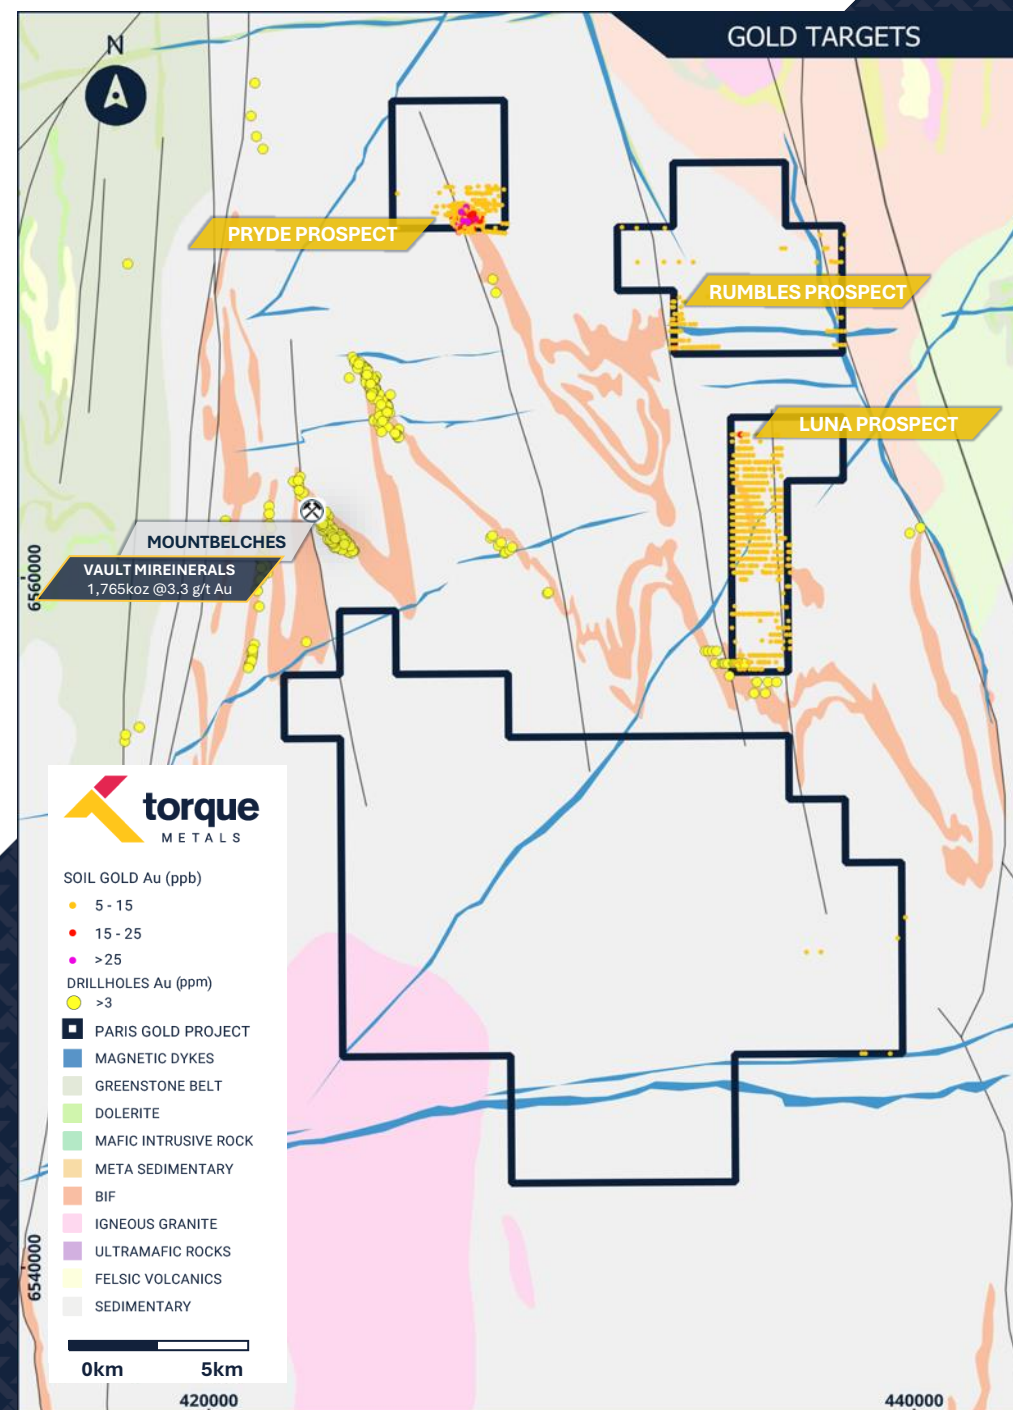 GOLD TARGETS
N
PRYDE PROSPECT
RUMBLES PROSPECT
LUNA PROSPECT
MOUNTBELCHES
VAULT MIREINERALS
1,765koz @3.3 g/t Au
6560000
torque
METALS
SOIL GOLD Au (ppb)
5 - 15
15 - 25
>25
DRILLHOLES Au (ppm)
>3
PARIS GOLD PROJECT
MAGNETIC DYKES
GREENSTONE BELT
DOLERITE
MAFIC INTRUSIVE ROCK
META SEDIMENTARY
BIF
IGNEOUS GRANITE
ULTRAMAFIC ROCKS
FELSIC VOLCANICS
SEDIMENTARY
6540000
0km 5km
420000 440000